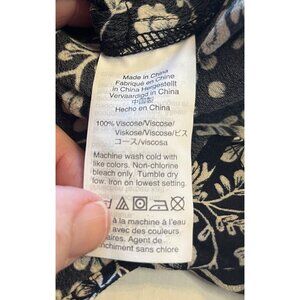 Made in China
Fabriqué en Chine
in China Hergestellt
Vervaardigd in China
中国製
Hecho en China
100% Viscose/Viscose/
Viskose/Viscose/ビス
コース/viscosa
Machine wash cold with
like colors. Non-chlorine
bleach only. Tumble dry
low. Iron on lowest setting.
à la machine à l'eau
avec des couleurs
Agent de
blanchiment sans chlore